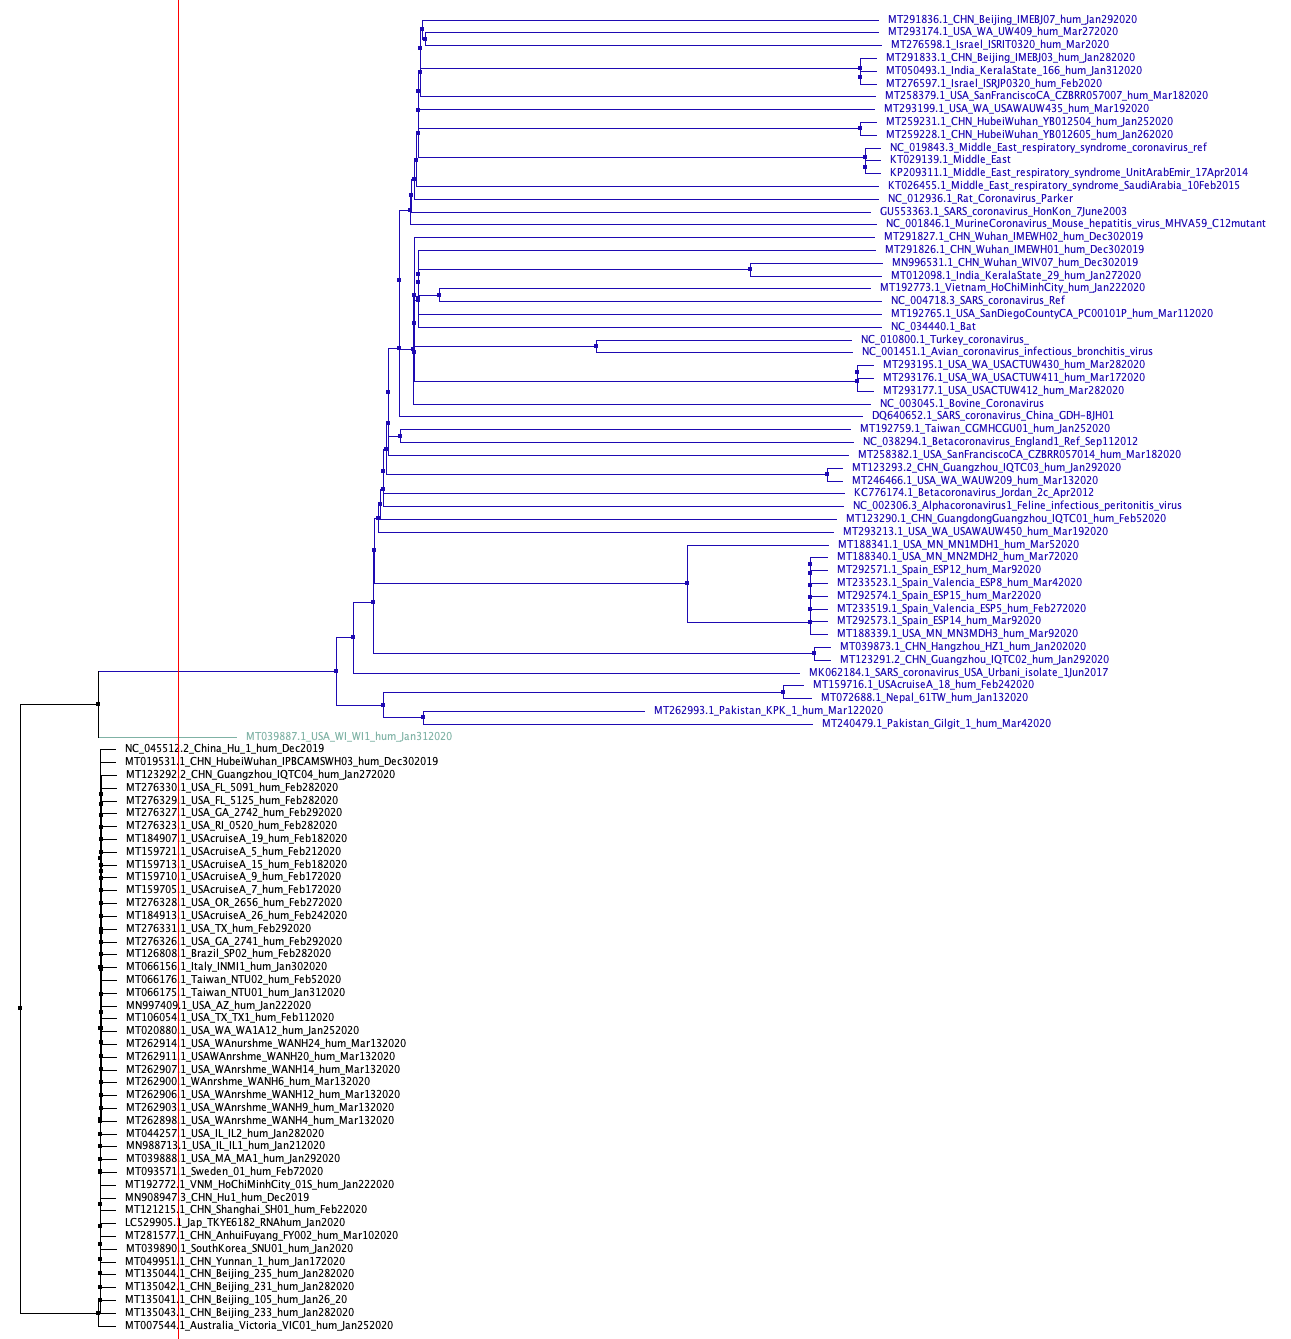 MT291836.1_CHN_Beijing_IMEBJ07_hum_Jan292020
MT293174.1_USA_WA_UW409_hum_Mar272020
MT276598.1_Israel_ISRIT0320_hum_Mar2020
MT291833.1_CHN_Beijing_IMEBJ03_hum_Jan282020
MT050493.1_India_KeralaState_166_hum_Jan312020
MT276597.1_Israel_ISRJP0320_hum_Feb2020
MT258379.1_USA_SanFranciscoCA_CZBRR057007_hum_Mar182020
MT293199.1_USA_WA_USAWAUW435_hum_Mar192020
MT259231.1_CHN_HubeiWuhan_YB012504_hum_Jan252020
MT259228.1_CHN_HubeiWuhan_YB012605_hum_Jan262020
NC_019843.3_Middle_East_respiratory_syndrome_coronavirus_ref
KT029139.1_Middle_East
KP209311.1_Middle_East_respiratory_syndrome_UnitArabEmir_17Apr2014
KT026455.1_Middle_East_respiratory_syndrome_SaudiArabia_10Feb2015
NC_012936.1_Rat_Coronavirus_Parker
GU553363.1_SARS_coronavirus_HonKon_7June2003
NC_001846.1_MurineCoronavirus_Mouse_hepatitis_virus_MHVA59_C12mutant
MT291827.1_CHN_Wuhan_IMEWH02_hum_Dec302019
MT291826.1_CHN_Wuhan_IMEWH01_hum_Dec302019
MN996531.1_CHN_Wuhan_WIV07_hum_Dec302019
MT012098.1_India_KeralaState_29_hum_Jan272020
MT192773.1_Vietnam_HoChiMinhCity_hum_Jan222020
NC_004718.3_SARS_coronavirus_Ref
MT192765.1_USA_SanDiegoCountyCA_PC00101P_hum_Mar112020
NC_034440.1_Bat
NC_010800.1_Turkey_coronavirus_
NC_001451.1_Avian_coronavirus_infectious_bronchitis_virus
MT293195.1_USA_WA_USACTUW430_hum_Mar282020
MT293176.1_USA_WA_USACTUW411_hum_Mar172020
MT293177.1_USA_USACTUW412_hum_Mar282020
NC_003045.1_Bovine_Coronavirus
DQ640652.1_SARS_coronavirus_China_GDH-BJH01
MT192759.1_Taiwan_CGMHCGU01_hum_Jan252020
NC_038294.1_Betacoronavirus_England1_Ref_Sep112012
MT258382.1_USA_SanFranciscoCA_CZBRR057014_hum_Mar182020
MT123293.2_CHN_Guangzhou_IQTC03_hum_Jan292020
MT246466.1_USA_WA_WAUW209_hum_Mar132020
KC776174.1_Betacoronavirus_Jordan_2c_Apr2012
NC_002306.3_Alphacoronavirus1_Feline_infectious_peritonitis_virus
MT123290.1_CHN_GuangdongGuangzhou_IQTC01_hum_Feb52020
MT293213.1_USA_WA_USAWAUW450_hum_Mar192020
MT188341.1_USA_MN_MN1MDH1_hum_Mar52020
MT188340.1_USA_MN_MN2MDH2_hum_Mar72020
MT292571.1_Spain_ESP12_hum_Mar92020
MT233523.1_Spain_Valencia_ESP8_hum_Mar42020
MT292574.1_Spain_ESP15_hum_Mar22020
MT233519.1_Spain_Valencia_ESP5_hum_Feb272020
MT292573.1_Spain_ESP14_hum_Mar92020
MT188339.1_USA_MN_MN3MDH3_hum_Mar92020
MT039873.1_CHN_Hangzhou_HZ1_hum_Jan202020
MT123291.2_CHN_Guangzhou_IQTC02_hum_Jan292020
MK062184.1_SARS_coronavirus_USA_Urbani_isolate_1Jun2017
MT159716.1_USAcruiseA_18_hum_Feb242020
MT072688.1_Nepal_61TW_hum_Jan132020
MT262993.1_Pakistan_KPK_1_hum_Mar122020
MT240479.1_Pakistan_Gilgit_1_hum_Mar42020
MT039887.1_USA_WI_WI1_hum_Jan312020
NC_045512.2_China_Hu_1_hum_Dec2019
MT019531.1_CHN_HubeiWuhan_IPBCAMSWH03_hum_Dec302019
MT123292.2_CHN_Guangzhou_IQTC04_hum_Jan272020
MT276330.1_USA_FL_5091_hum_Feb282020
MT276329.1_USA_FL_5125_hum_Feb282020
MT276327.1_USA_GA_2742_hum_Feb292020
MT276323.1_USA_RI_0520_hum_Feb282020
MT184907.1_USAcruiseA_19_hum_Feb182020
MT159721.1_USAcruiseA_5_hum_Feb212020
MT159713.1_USAcruiseA_15_hum_Feb182020
MT159710.1_USAcruiseA_9_hum_Feb172020
MT159705.1_USAcruiseA_7_hum_Feb172020
MT276328.1_USA_OR_2656_hum_Feb272020
MT184913.1_USAcruiseA_26_hum_Feb242020
MT276331.1_USA_TX_hum_Feb292020
MT276326.1_USA_GA_2741_hum_Feb292020
MT126808.1_Brazil_SP02_hum_Feb282020
MT066156.1_Italy_INMI1_hum_Jan302020
MT066176.1_Taiwan_NTU02_hum_Feb52020
MT066175.1_Taiwan_NTU01_hum_Jan312020
MN997409.1_USA_AZ_hum_Jan222020
MT106054.1_USA_TX_TX1_hum_Feb112020
MT020880.1_USA_WA_WA1A12_hum_Jan252020
MT262914.1_USA_WAnurshme_WANH24_hum_Mar132020
MT262911.1_USAWAnrshme_WANH20_hum_Mar132020
MT262907.1_USA_WAnrshme_WANH14_hum_Mar132020
MT262900.1_WAnrshme_WANH6_hum_Mar132020
MT262906.1_USA_WAnrshme_WANH12_hum_Mar132020
MT262903.1_USA_WAnrshme_WANH9_hum_Mar132020
MT262898.1_USA_WAnrshme_WANH4_hum_Mar132020
MT044257.1_USA_IL_IL2_hum_Jan282020
MN988713.1_USA_IL_IL1_hum_Jan212020
MT039888.1_USA_MA_MA1_hum_Jan292020
MT093571.1_Sweden_01_hum_Feb72020
MT192772.1_VNM_HoChiMinhCity_01S_hum_Jan222020
MN908947.3_CHN_Hu1_hum_Dec2019
MT121215.1_CHN_Shanghai_SH01_hum_Feb22020
LC529905.1_Jap_TKYE6182_RNAhum_Jan2020
MT281577.1_CHN_AnhuiFuyang_FY002_hum_Mar102020
MT039890.1_SouthKorea_SNU01_hum_Jan2020
MT049951.1_CHN_Yunnan_1_hum_Jan172020
MT135044.1_CHN_Beijing_235_hum_Jan282020
MT135042.1_CHN_Beijing_231_hum_Jan282020
MT135041.1_CHN_Beijing_105_hum_Jan26_20
MT135043.1_CHN_Beijing_233_hum_Jan282020
MT007544.1_Australia_Victoria_VIC01_hum_Jan252020